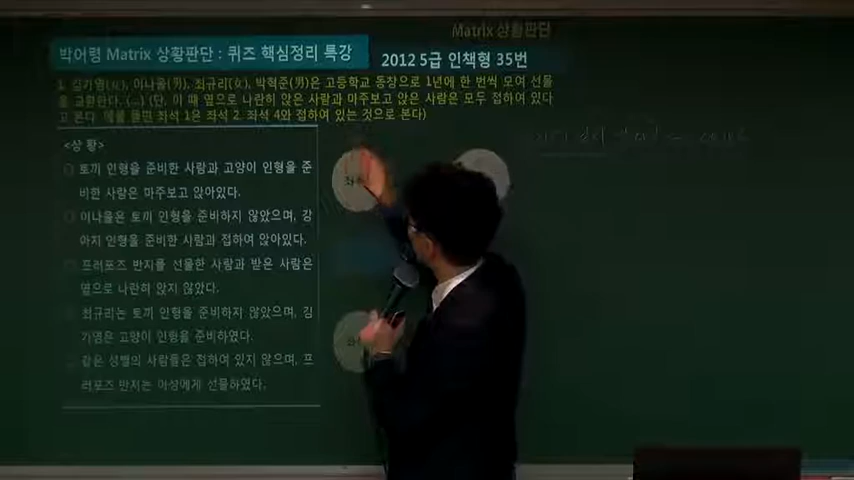 Matrix 상황판단
박어령 Matrix 상황판단 : 퀴즈 핵심정리 특강
2012 5급 인책형 35번
1. 김기영(女), 이나울(男), 최규리(女), 박혁준(男)은 고등학교 동창으로 1년에 한 번씩 모여 선물
을 교환한다. (...) (단, 이 때 옆으로 나란히 앉은 사람과 마주보고 앉은 사람은 모두 접하여 있다
고 본다. 예를 들면 좌석 1은 좌석 2, 좌석 4와 접하여 있는 것으로 본다)
<상 황>
토끼 인형을 준비한 사람과 고양이 인형을 준
비한 사람은 마주보고 앉아있다.
이나울은 토끼 인형을 준비하지 않았으며, 강
아지 인형을 준비한 사람과 접하여 앉아있다.
프러포즈 반지를 선물한 사람과 받은 사람은
옆으로 나란히 앉지 않았다.
최규리는 토끼 인형을 준비하지 않았으며, 김
기영은 고양이 인형을 준비하였다.
같은 성별의 사람들은 접하여 있지 않으며, 프
러포즈 반지는 이성에게 선물하였다.